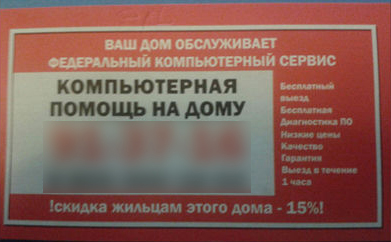 ВАШ ДОМ ОБСЛУЖИВАЕТ
ФЕДЕРАЛЬНЫЙ КОМПЬЮТЕРНЫЙ СЕРВИС
КОМПЬЮТЕРНАЯ
ПОМОЩЬ НА ДОМУ
Бесплатный
выезд
Бесплатная
Диагностика ПО
Низкие цены
Качество
Гарантия
Выезд в течение
1 часа
!скидка жильцам этого дома - 15%!